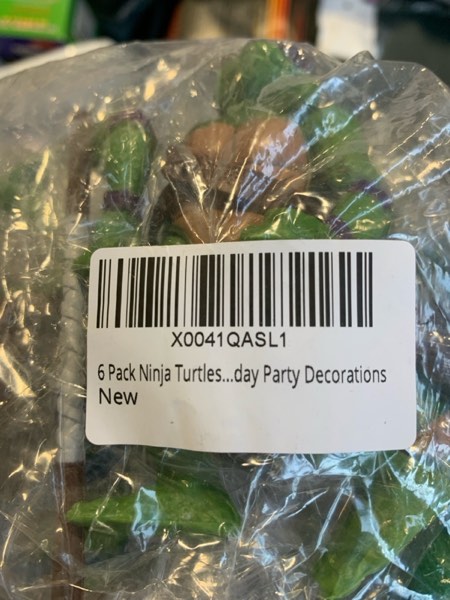 X0041QASL1
6 Pack Ninja Turtles...day Party Decorations
New